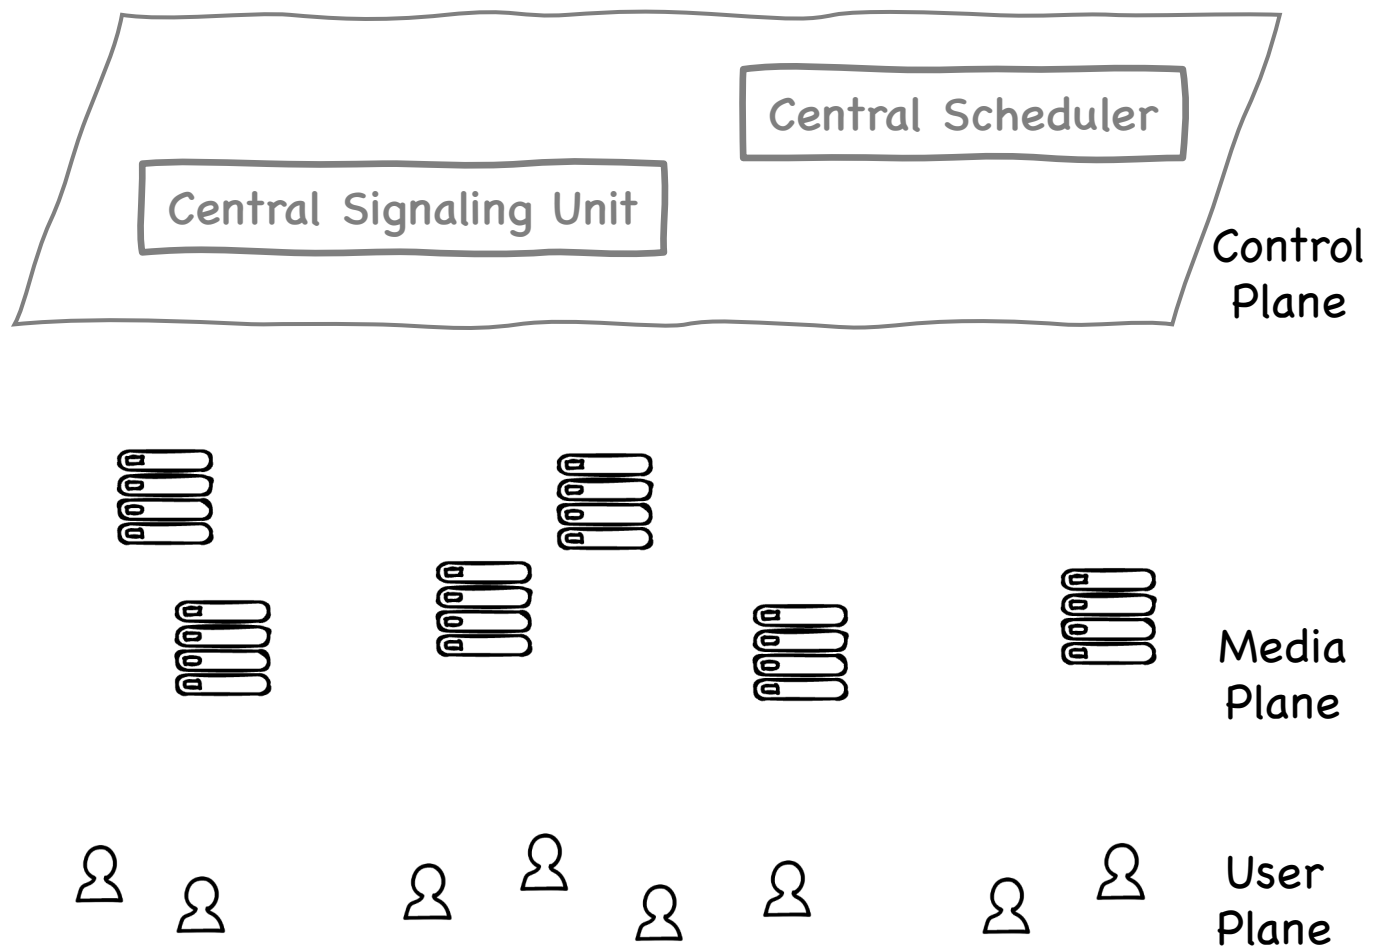 Central Scheduler
Central Signaling Unit
Control
Plane
Media
Plane
User
Plane